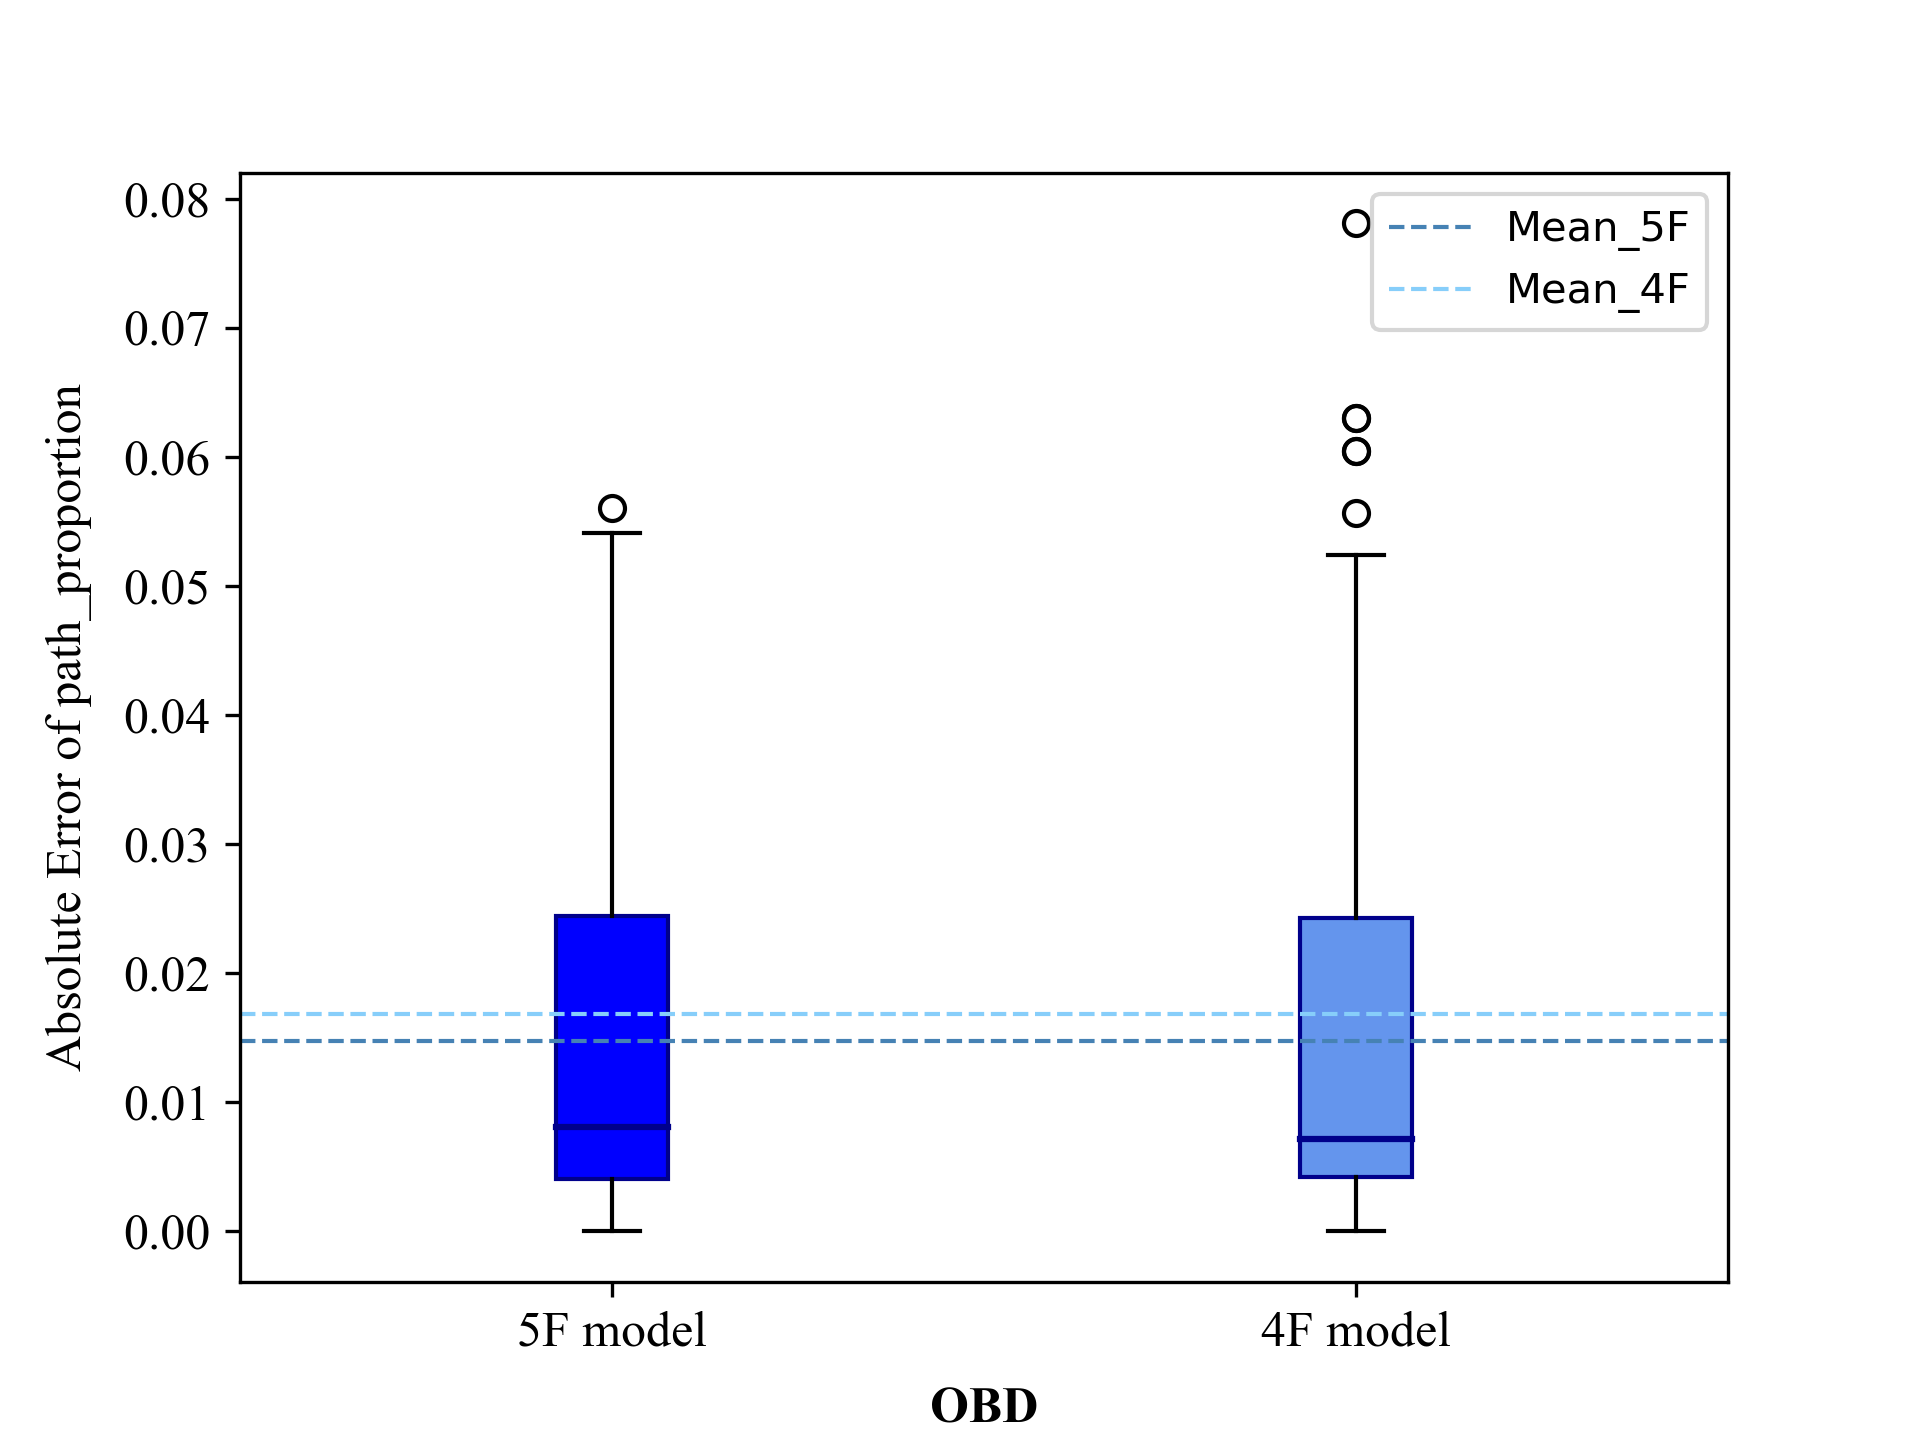 0.08
0.07
0.06
0.05
0.04
0.03
0.02
0.01
0.00
Absolute Error of path_proportion
Mean_5F
Mean_4F
5F model
4F model
OBD